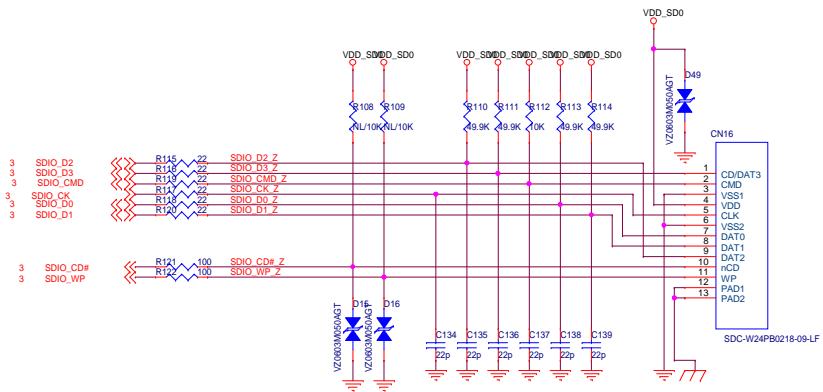 VDD_SD0
VDD_SD0 VDD_SD0 VDD_SD0 VDD_SD0 VDD_SD0 VDD_SD0 VDD_SD0
D49
VZ0603M050AGT
R108 R109 R110 R111 R112 R113 R114
NL/10K NL/10K 49.9K 49.9K 10K 49.9K 49.9K
CN16
3 SDIO_D2 R115 22 SDIO_D2_Z
3 SDIO_D3 R116 22 SDIO_D3_Z
3 SDIO_CMD R119 22 SDIO_CMD_Z
3 SDIO_CK R117 22 SDIO_CK_Z
3 SDIO_D0 R118 22 SDIO_D0_Z
3 SDIO_D1 R120 22 SDIO_D1_Z
3 SDIO_CD# R121 100 SDIO_CD#_Z
3 SDIO_WP R122 100 SDIO_WP_Z
1 CD/DAT3
2 CMD
3 VSS1
4 VDD
5 CLK
6 VSS2
7 DAT0
8 DAT1
9 DAT2
10 nCD
11 WP
12 PAD1
13 PAD2
SDC-W24PB0218-09-LF
D15 D16
VZ0603M050AGT VZ0603M050AGT
C134 C135 C136 C137 C138 C139
22p 22p 22p 22p 22p 22p